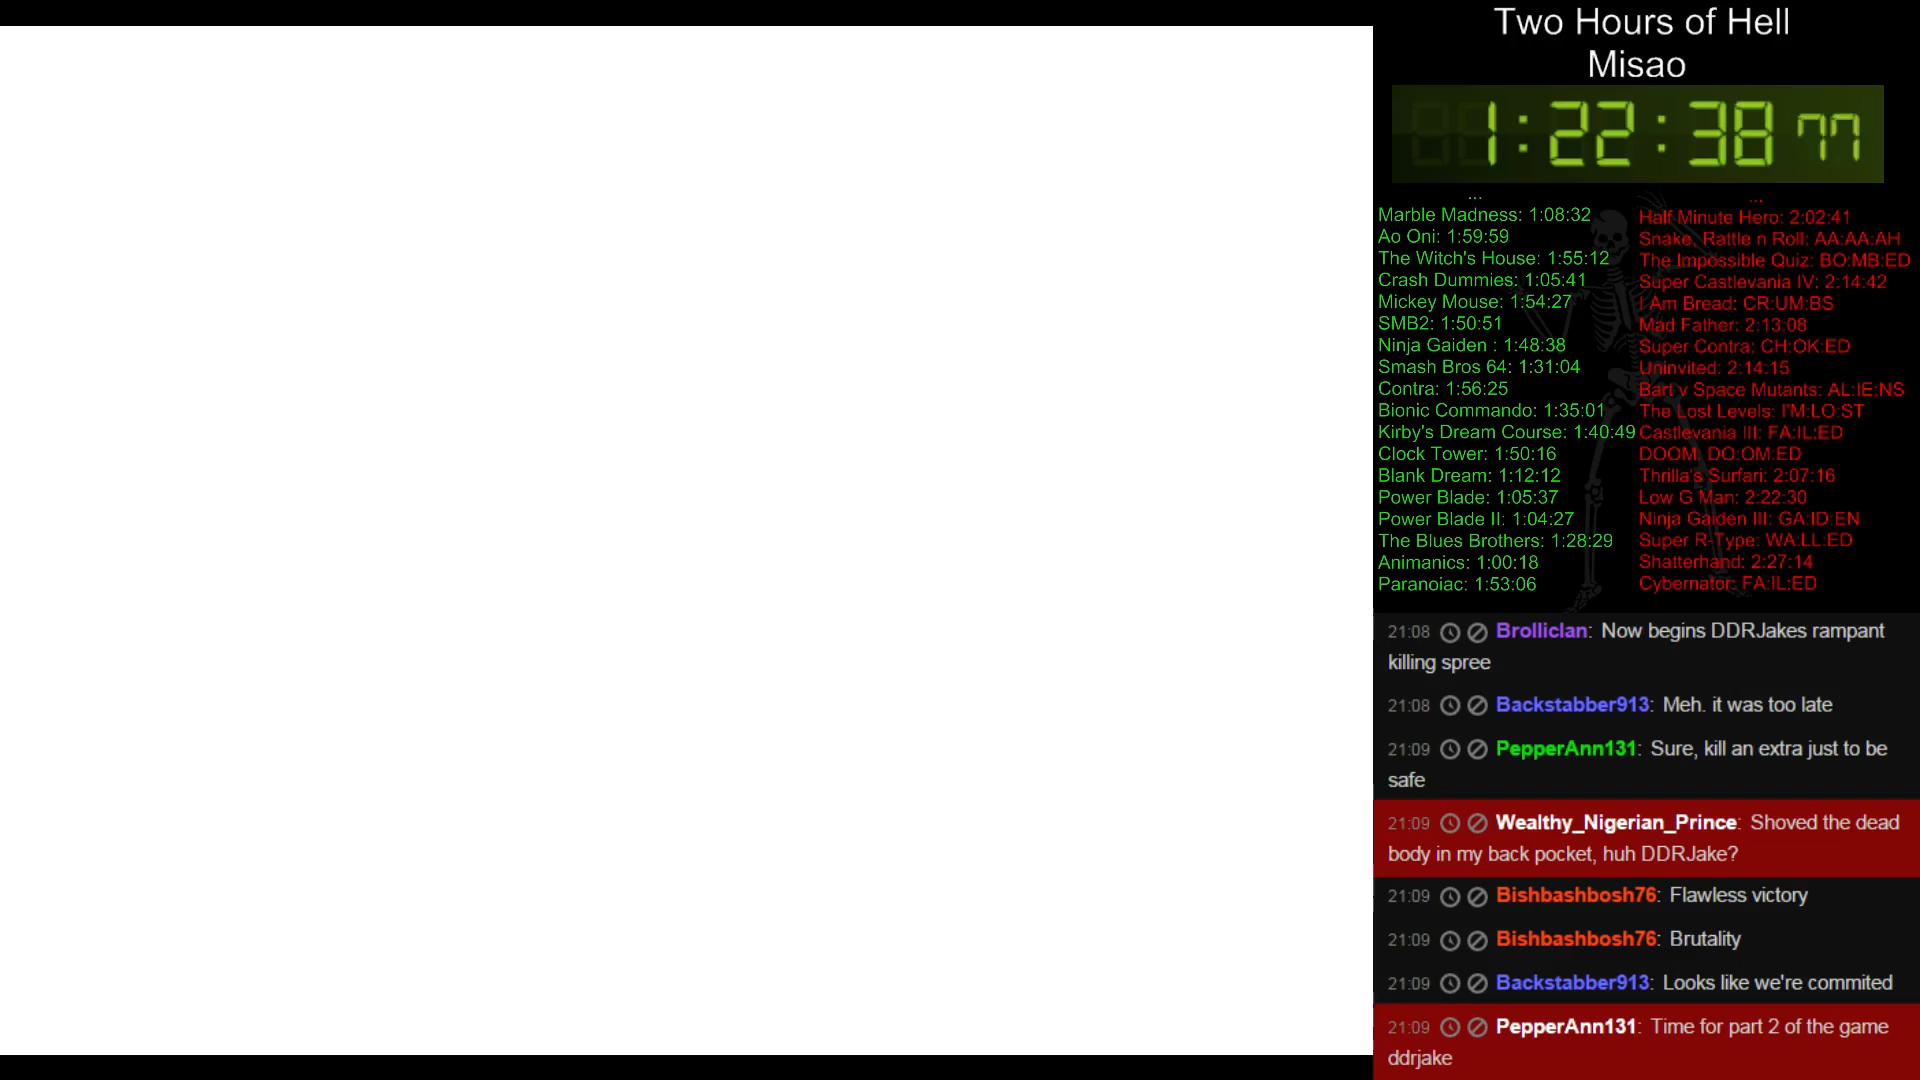 Two Hours of Hell
Misao
1:22:38 77
...
Marble Madness: 1:08:32
Ao Oni: 1:59:59
The Witch's House: 1:55:12
Crash Dummies: 1:05:41
Mickey Mouse: 1:54:27
SMB2: 1:50:51
Ninja Gaiden : 1:48:38
Smash Bros 64: 1:31:04
Contra: 1:56:25
Bionic Commando: 1:35:01
Kirby's Dream Course: 1:40:49
Clock Tower: 1:50:16
Blank Dream: 1:12:12
Power Blade: 1:05:37
Power Blade II: 1:04:27
The Blues Brothers: 1:28:29
Animanics: 1:00:18
Paranoiac: 1:53:06
...
Half Minute Hero: 2:02:41
Snake, Rattle n Roll: AA:AA:AH
The Impossible Quiz: BO:MB:ED
Super Castlevania IV: 2:14:42
I Am Bread: CR:UM:BS
Mad Father: 2:13:08
Super Contra: CH:OK:ED
Uninvited: 2:14:15
Bart v Space Mutants: AL:IE:NS
The Lost Levels: I'M:LO:ST
Castlevania III: FA:IL:ED
DOOM: DO:OM:ED
Thrilla's Surfari: 2:07:16
Low G Man: 2:22:30
Ninja Gaiden III: GA:ID:EN
Super R-Type: WA:LL:ED
Shatterhand: 2:27:14
Cybernator: FA:IL:ED
21:08 Brolliclan: Now begins DDRJakes rampant
killing spree
21:08 Backstabber913: Meh. it was too late
21:09 PepperAnn131: Sure, kill an extra just to be
safe
21:09 Wealthy_Nigerian_Prince: Shoved the dead
body in my back pocket, huh DDRJake?
21:09 Bishbashbosh76: Flawless victory
21:09 Bishbashbosh76: Brutality
21:09 Backstabber913: Looks like we're commited
21:09 PepperAnn131: Time for part 2 of the game
ddrjake